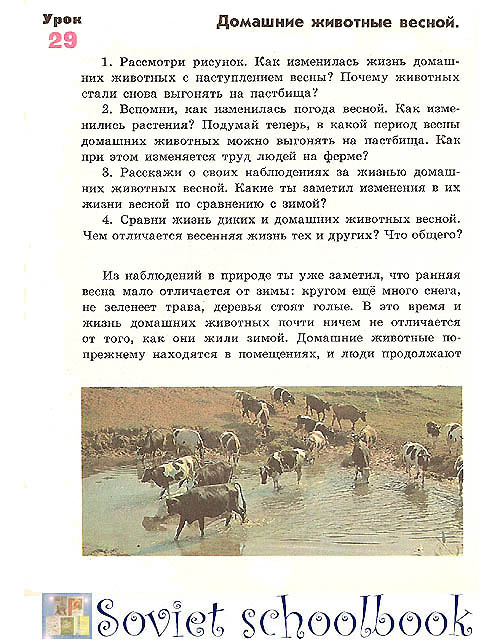 Урок
29
Домашние животные весной.
1. Рассмотри рисунок. Как изменилась жизнь домаш-
них животных с наступлением весны? Почему животных
стали снова выгонять на пастбища?
2. Вспомни, как изменилась погода весной. Как изме-
нились растения? Подумай теперь, в какой период весны
домашних животных можно выгонять на пастбища. Как
при этом изменяется труд людей на ферме?
3. Расскажи о своих наблюдениях за жизнью домаш-
них животных весной. Какие ты заметил изменения в их
жизни весной по сравнению с зимой?
4. Сравни жизнь диких и домашних животных весной.
Чем отличается весенняя жизнь тех и других? Что общего?
Из наблюдений в природе ты уже заметил, что ранняя
весна мало отличается от зимы: кругом ещё много снега,
не зеленеет трава, деревья стоят голые. В это время и
жизнь домашних животных почти ничем не отличается
от того, как они жили зимой. Домашние животные по-
прежнему находятся в помещениях, и люди продолжают
Soviet schoolbook